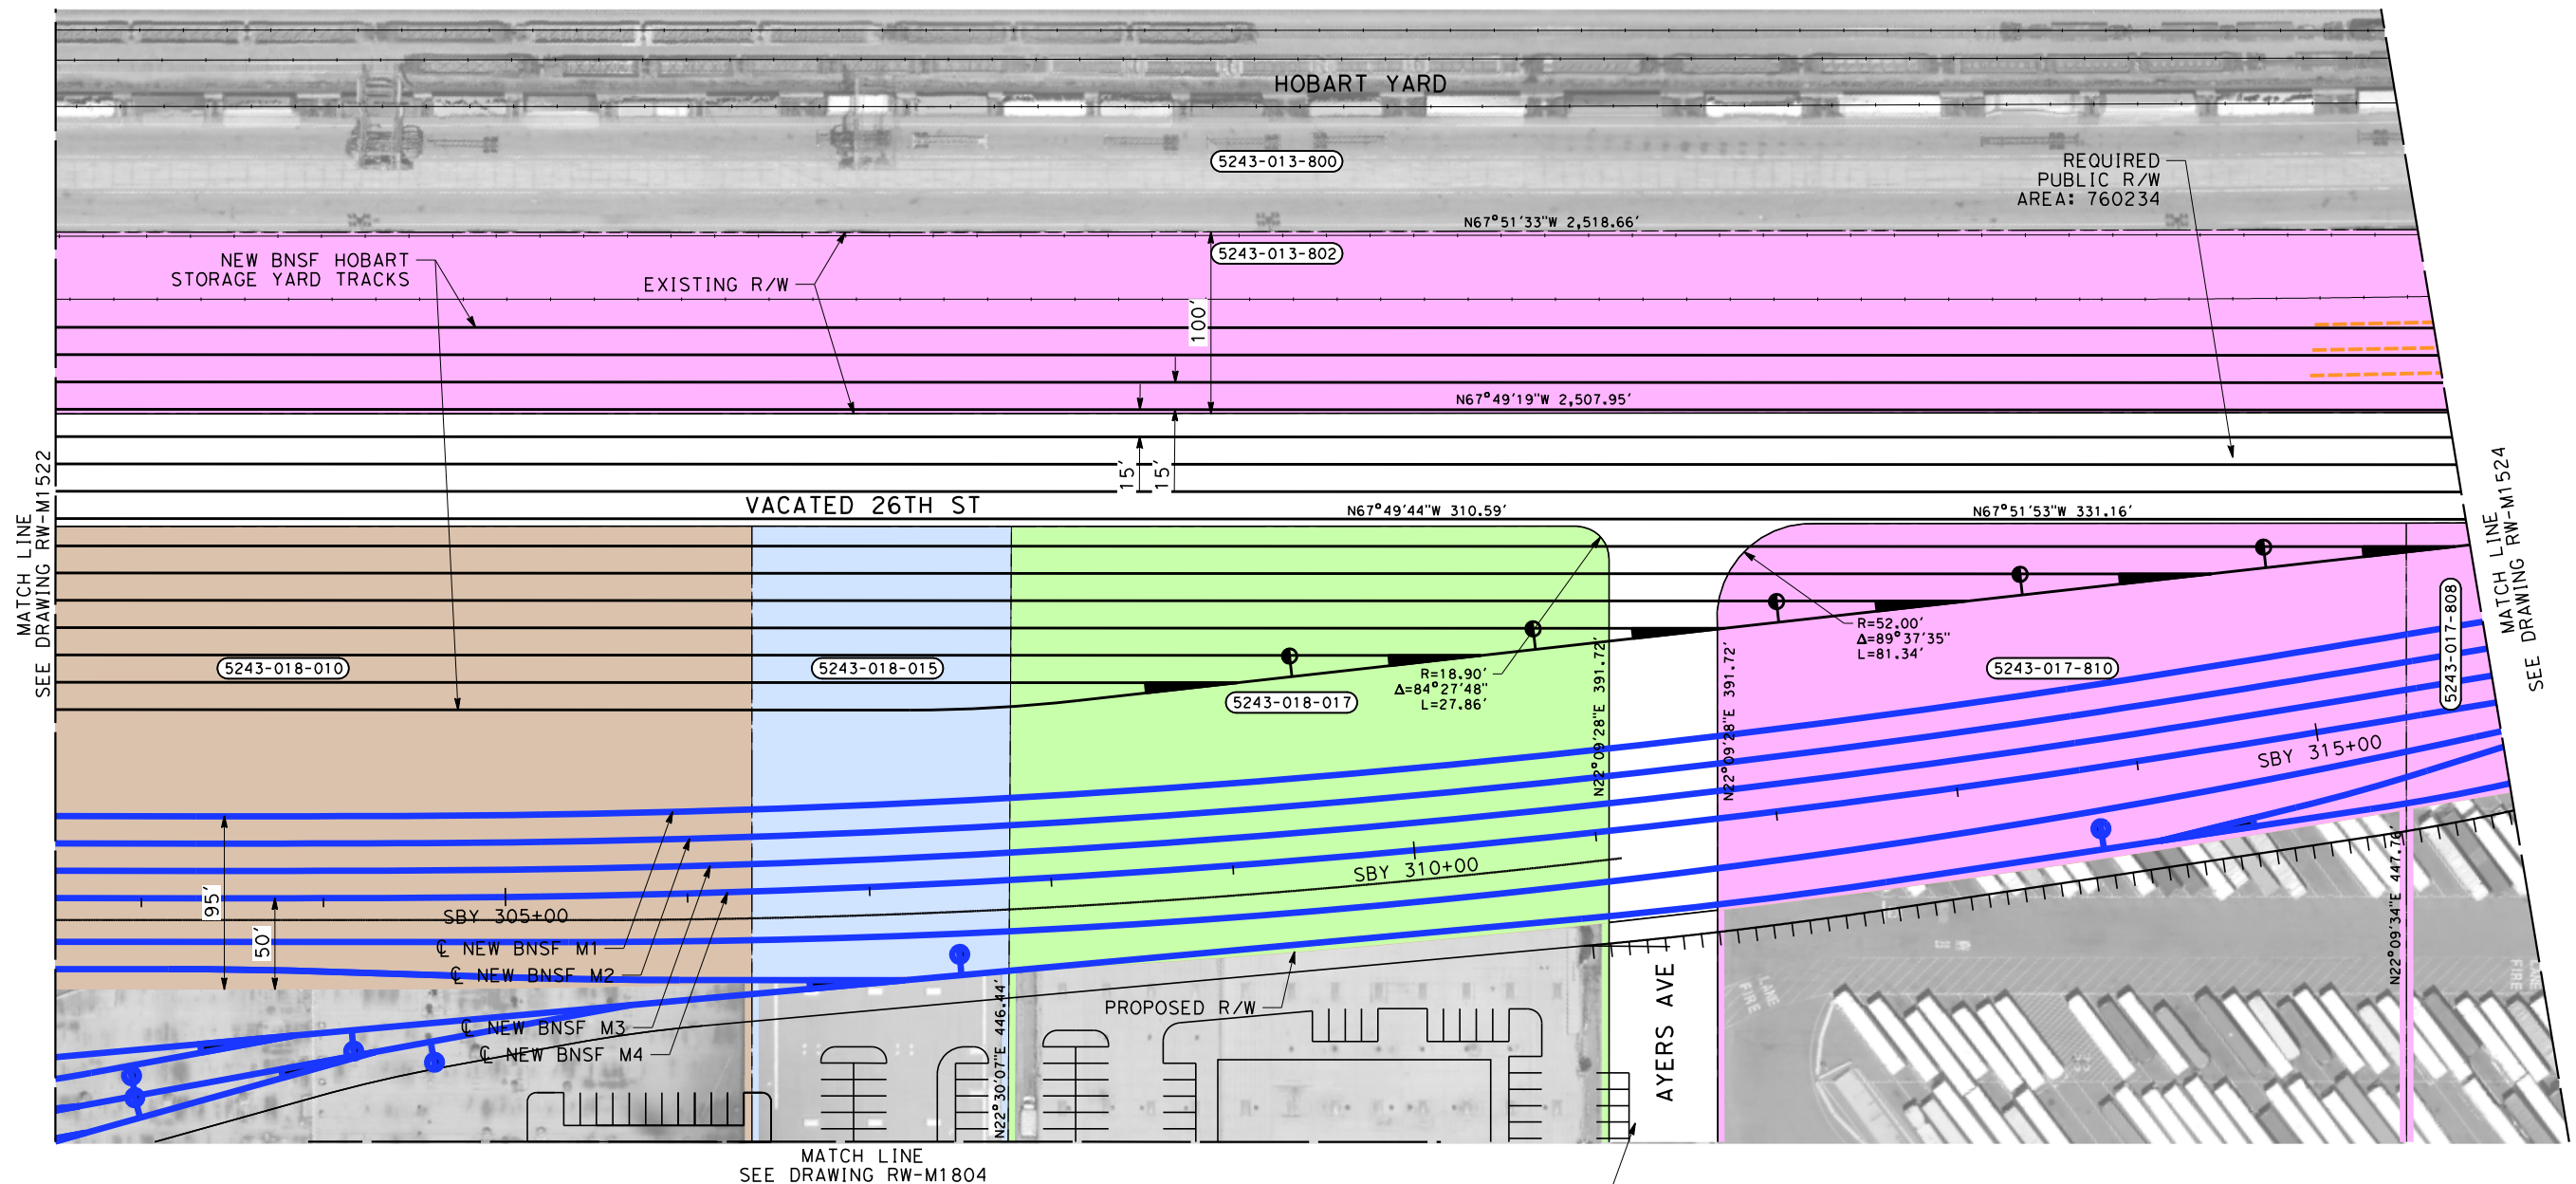 HOBART YARD
5243-013-800
REQUIRED
PUBLIC R/W
AREA: 760234
N67°51'33"W 2,518.66'
5243-013-802
NEW BNSF HOBART
STORAGE YARD TRACKS
EXISTING R/W
100'
N67°49'19"W 2,507.95'
15'
15'
VACATED 26TH ST
N67°49'44"W 310.59'
N67°51'53"W 331.16'
MATCH LINE
SEE DRAWING RW-M1522
MATCH LINE
SEE DRAWING RW-M1524
5243-018-010
5243-018-015
5243-018-017
R=18.90'
Δ=84°27'48"
L=27.86'
N22°09'28"E 391.72'
N22°09'28"E 391.72'
R=52.00'
Δ=89°37'35"
L=81.34'
5243-017-810
5243-017-808
SBY 315+00
SBY 310+00
SBY 305+00
95'
50'
℄ NEW BNSF M1
℄ NEW BNSF M2
℄ NEW BNSF M3
℄ NEW BNSF M4
N22°30'07"E 446.44'
PROPOSED R/W
AYERS AVE
N22°09'34"E 447.76'
LANE
FIRE
FIRE
MATCH LINE
SEE DRAWING RW-M1804